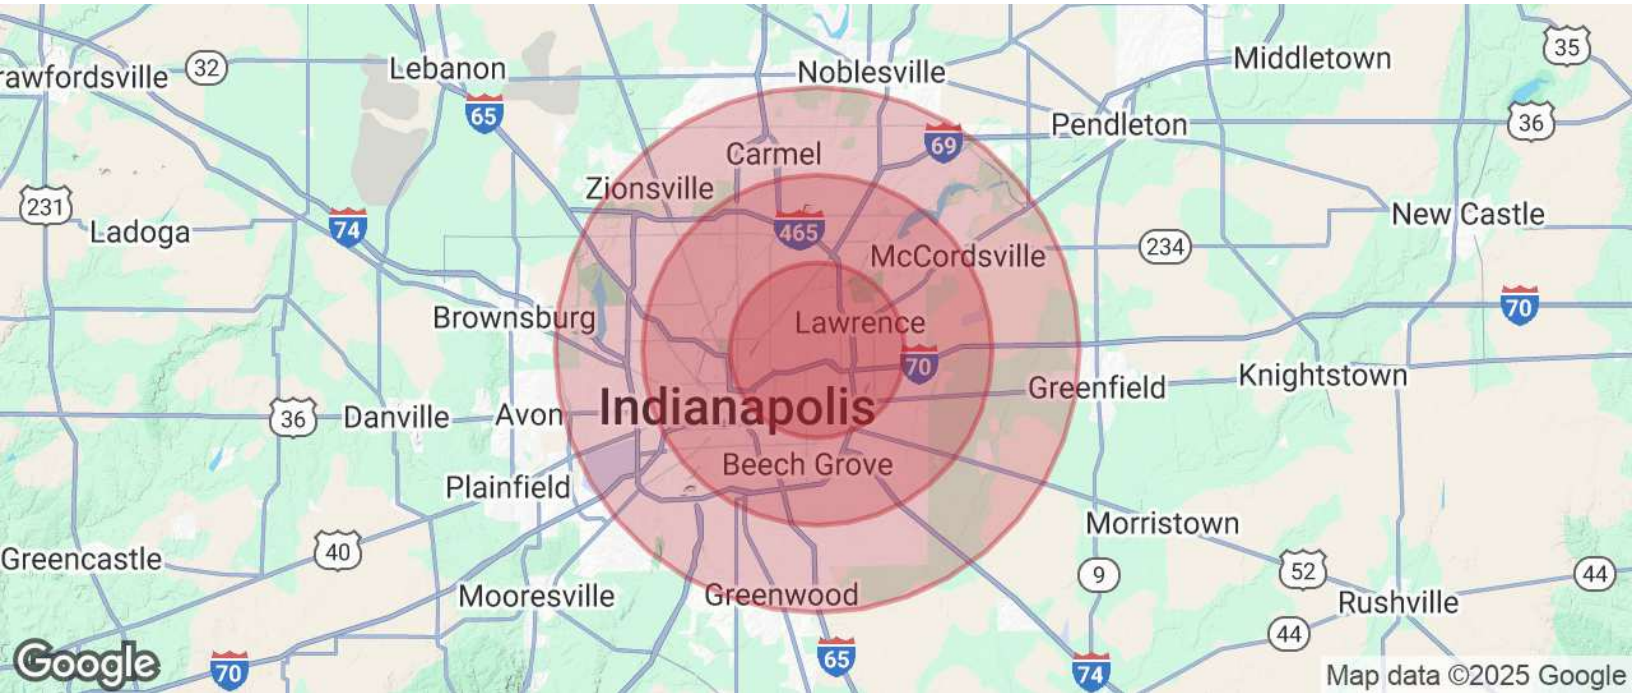 35
rawfordsville
32
Lebanon
Noblesville
Middletown
65
36
Pendleton
69
Carmel
Zionsville
231
Ladoga
74
465
New Castle
234
McCordsville
70
Brownsburg
Lawrence
70
Knightstown
Greenfield
36
Danville
Avon
Indianapolis
Beech Grove
Plainfield
Morristown
40
Greencastle
9
52
44
Mooresville
Greenwood
Rushville
44
65
70
74
Google
Map data ©2025 Google